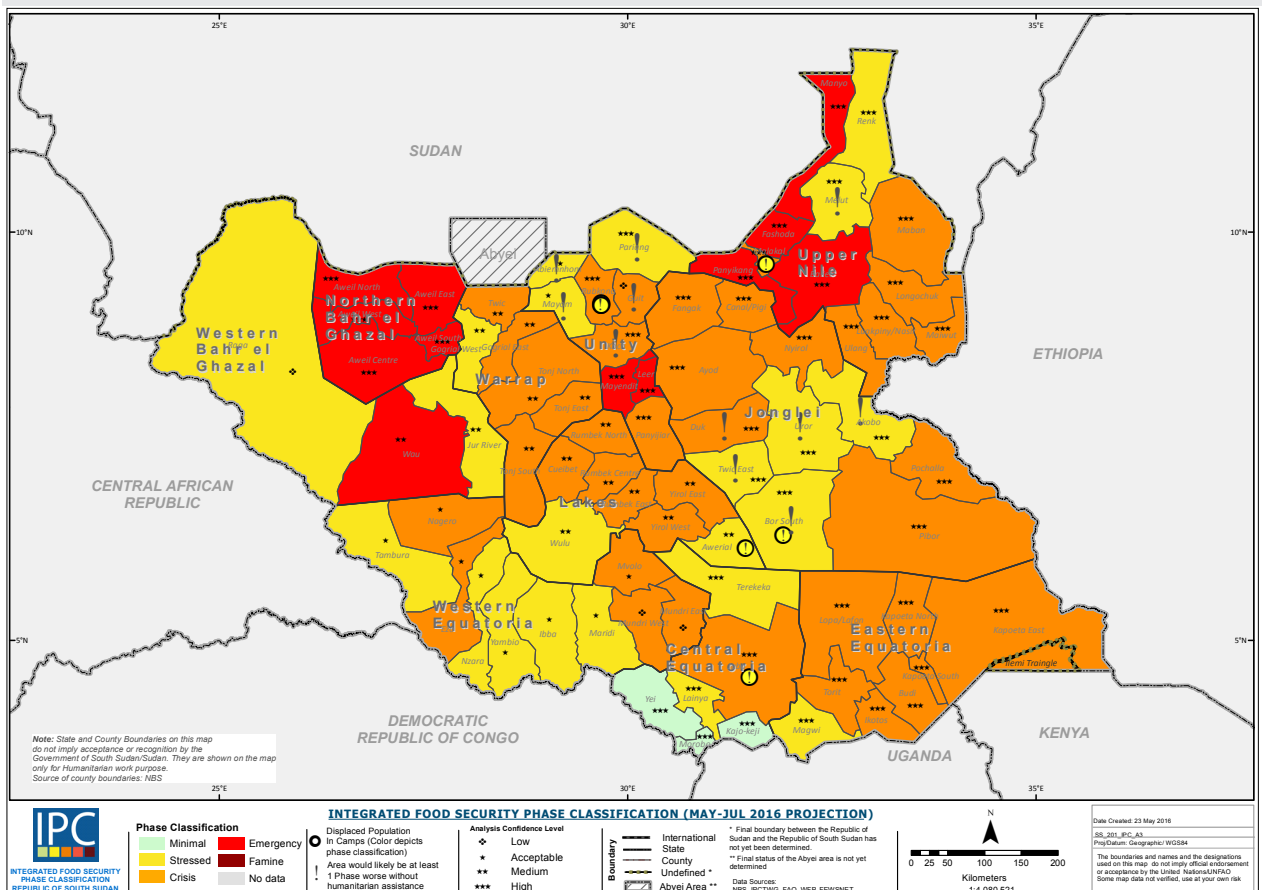 25°E
30°E
35°E
10°N
10°N
5°N
5°N
25°E
30°E
35°E
SUDAN
ETHIOPIA
CENTRAL AFRICAN
REPUBLIC
DEMOCRATIC
REPUBLIC OF CONGO
UGANDA
KENYA
Abyei
Manyo
Renk
Melut
Maban
Fashoda
Malakal
Panyikang
Upper
Nile
Longochuk
Maiwut
Ulang
Nyirol
Canal/Pigi
Fangak
Ayod
Pariang
Abiemnhom
Mayom
Guit
Unity
Leer
Mayendit
Panyijiar
Twic
Gogrial East
Gogrial West
Warrap
Tonj North
Tonj East
Tonj South
Aweil North
Aweil East
Aweil West
Northern
Bahr el
Ghazal
Aweil South
Aweil Centre
Western
Bahr el
Ghazal
Raga
Wau
Jur River
Jonglei
Duk
Uror
Akobo
Twic East
Bor South
Pochalla
Pibor
Rumbek North
Cueibet
Rumbek Centre
Rumbek East
Lakes
Wulu
Yirol East
Yirol West
Awerial
Nagero
Tambura
Western
Equatoria
Nzara
Yambio
Ibba
Maridi
Mvolo
Mundri West
Mundri East
Terekeka
Central
Equatoria
Yei
Lainya
Morobo
Kajo-keji
Magwi
Eastern
Equatoria
Lopa/Lafon
Kapoeta North
Kapoeta East
Kapoeta South
Torit
Budi
Ikotos
Ilemi Traingle
Note: State and County Boundaries on this map
do not imply acceptance or recognition by the
Government of South Sudan/Sudan. They are shown on the map
only for Humanitarian work purpose.
Source of county boundaries: NBS
IPC
INTEGRATED FOOD SECURITY
PHASE CLASSIFICATION
REPUBLIC OF SOUTH SUDAN
INTEGRATED FOOD SECURITY PHASE CLASSIFICATION (MAY-JUL 2016 PROJECTION)
Phase Classification
Minimal
Stressed
Crisis
Emergency
Famine
No data
Displaced Population
In Camps (Color depicts
phase classification)
Area would likely be at least
1 Phase worse without
humanitarian assistance
Analysis Confidence Level
Low
Acceptable
Medium
High
Boundary
International
State
County
Undefined *
Abyei Area **
* Final boundary between the Republic of
Sudan and the Republic of South Sudan has
not yet been determined.
** Final status of the Abyei area is not yet
determined
Data Sources:
N
0 25 50 100 150 200
Kilometers
Date Created: 23 May 2016
SS_201_IPC_A3
Proj/Datum: Geographic/ WGS84
The boundaries and names and the designations
used on this map do not imply official endorsement
or acceptance by the United Nations/UNFAO
Some map data not verified, use at your own risk